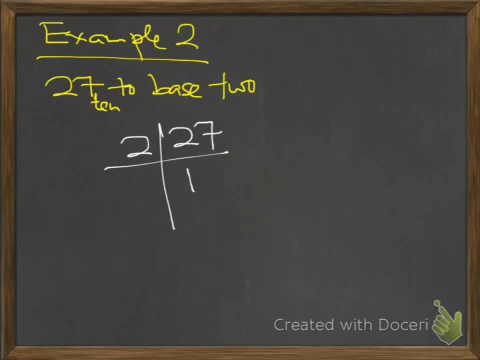 Example 2
27ten to base two
2 27
1
Created with Doceri